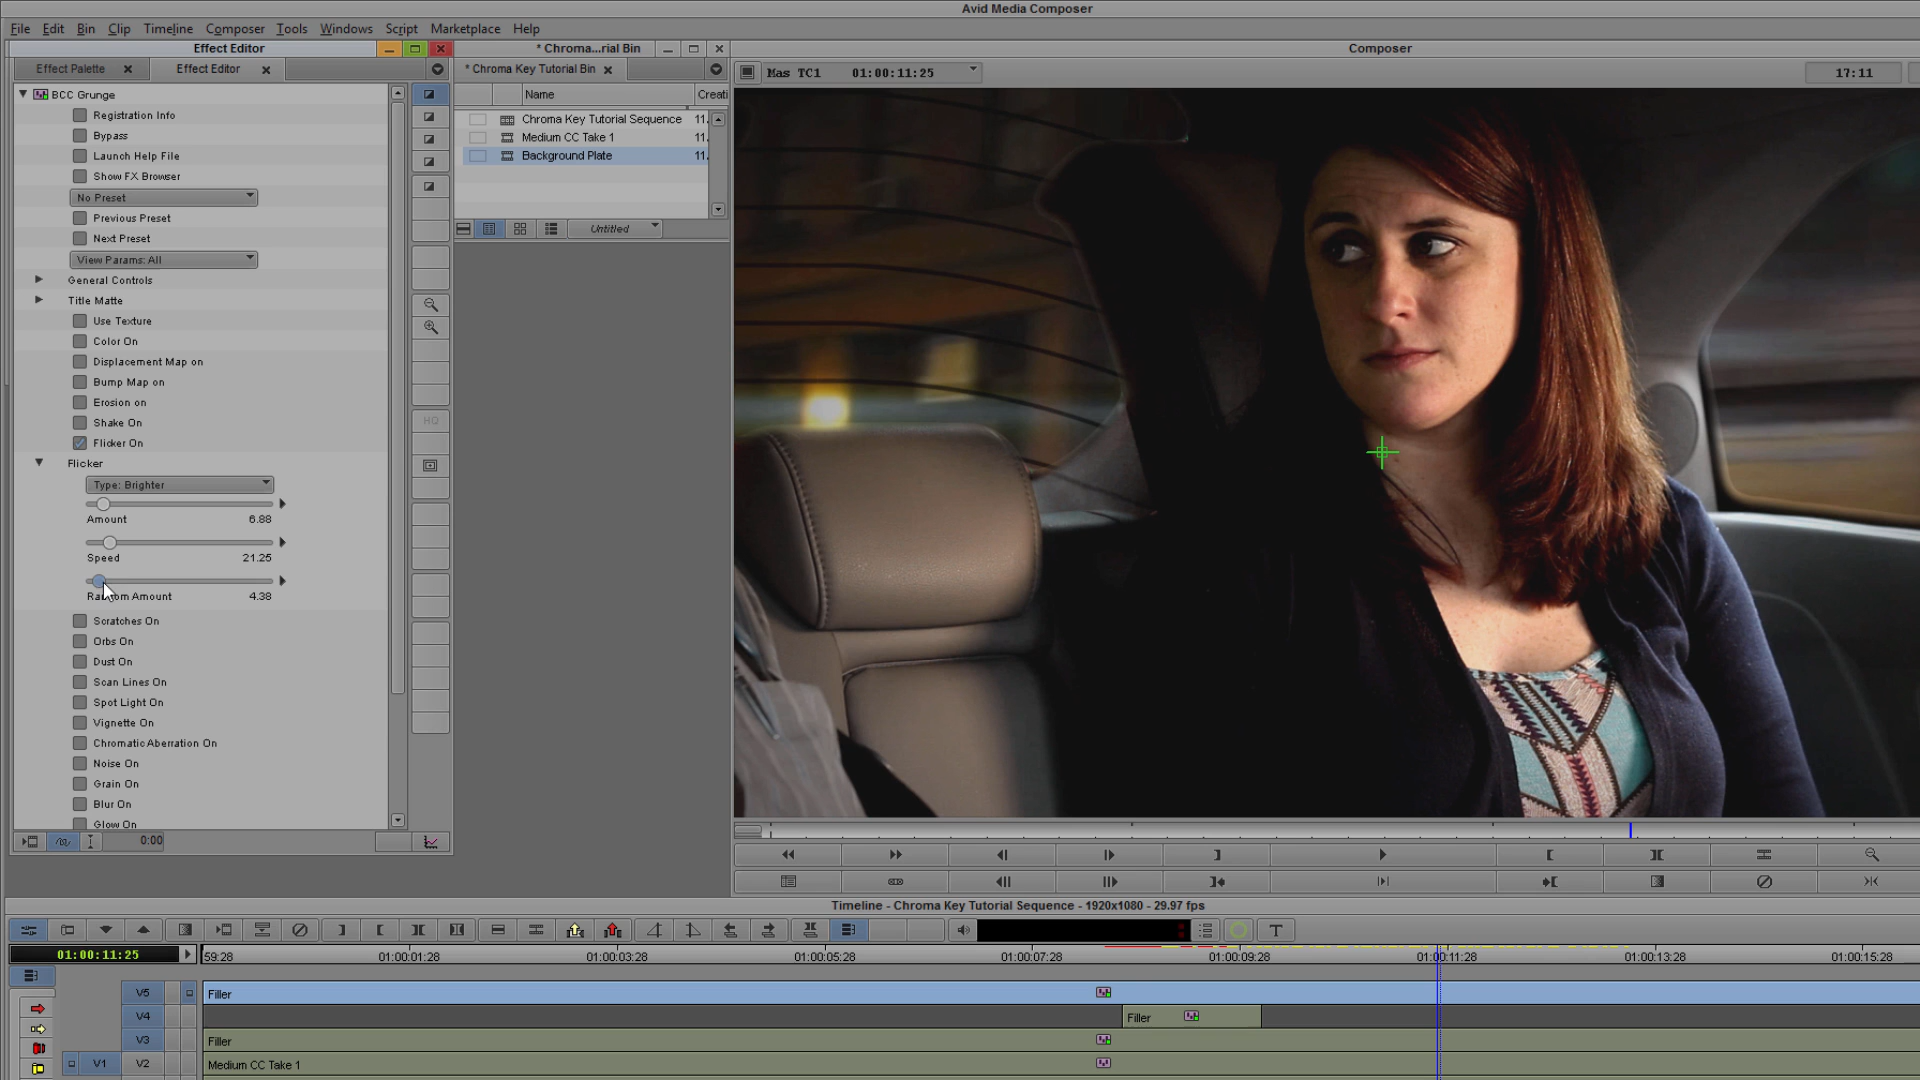 Avid Media Composer
File Edit Bin Clip Timeline Composer Tools Windows Script Marketplace Help
Effect Editor
* Chroma...rial Bin
Composer
Effect Palette
Effect Editor
* Chroma Key Tutorial Bin
Mas TC1 01:00:11:25
17:11
BCC Grunge
Registration Info
Bypass
Launch Help File
Show FX Browser
No Preset
Previous Preset
Next Preset
View Params: All
General Controls
Title Matte
Use Texture
Color On
Displacement Map on
Bump Map on
Erosion on
Shake On
Flicker On
Flicker
Type: Brighter
Amount 6.88
Speed 21.25
Random Amount 4.38
Scratches On
Orbs On
Dust On
Scan Lines On
Spot Light On
Vignette On
Chromatic Aberration On
Noise On
Grain On
Blur On
Glow On
0:00
HQ
Name Creati
Chroma Key Tutorial Sequence 11.
Medium CC Take 1 11.
Background Plate 11.
Untitled
Timeline - Chroma Key Tutorial Sequence - 1920x1080 - 29.97 fps
T
01:00:11:25
59:28 01:00:01:28 01:00:03:28 01:00:05:28 01:00:07:28 01:00:09:28 01:00:11:28 01:00:13:28 01:00:15:28
V5 Filler
V4 Filler
V3 Filler
V1 V2 Medium CC Take 1